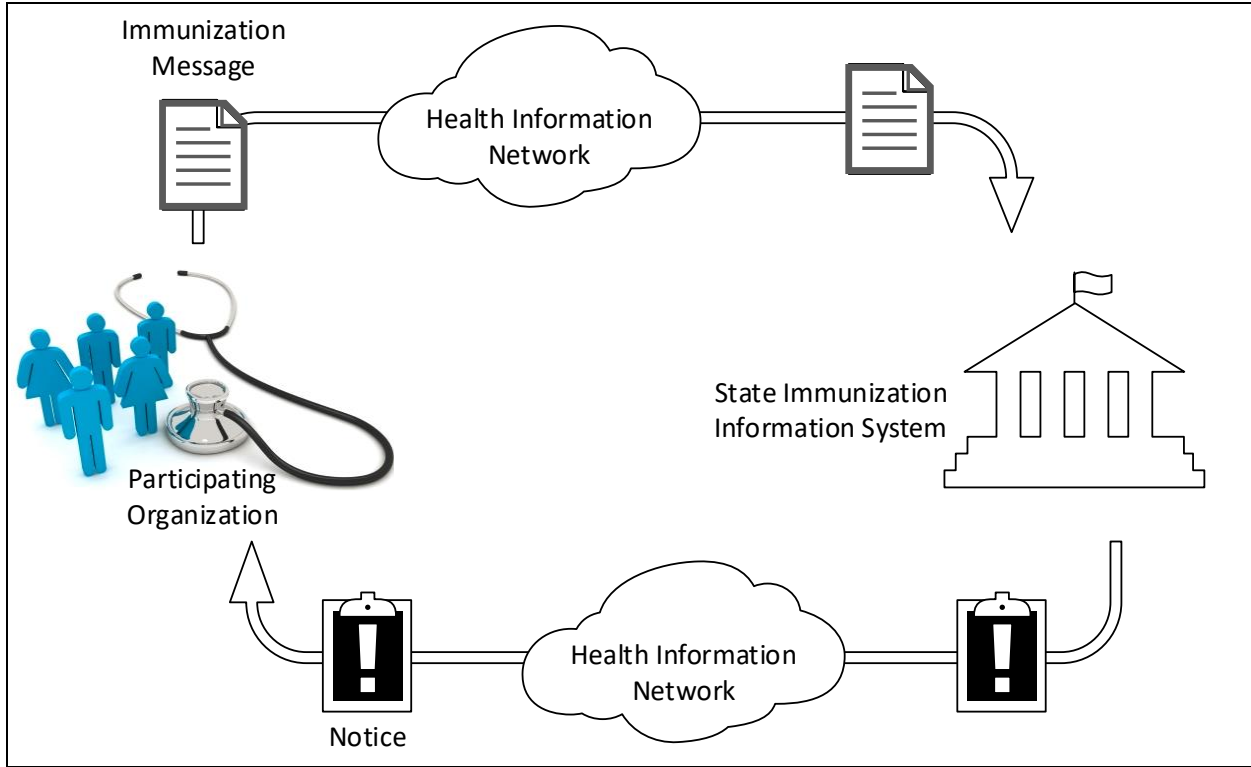 Immunization
Message
Health Information
Network
State Immunization
Information System
Participating
Organization
Health Information
Network
Notice